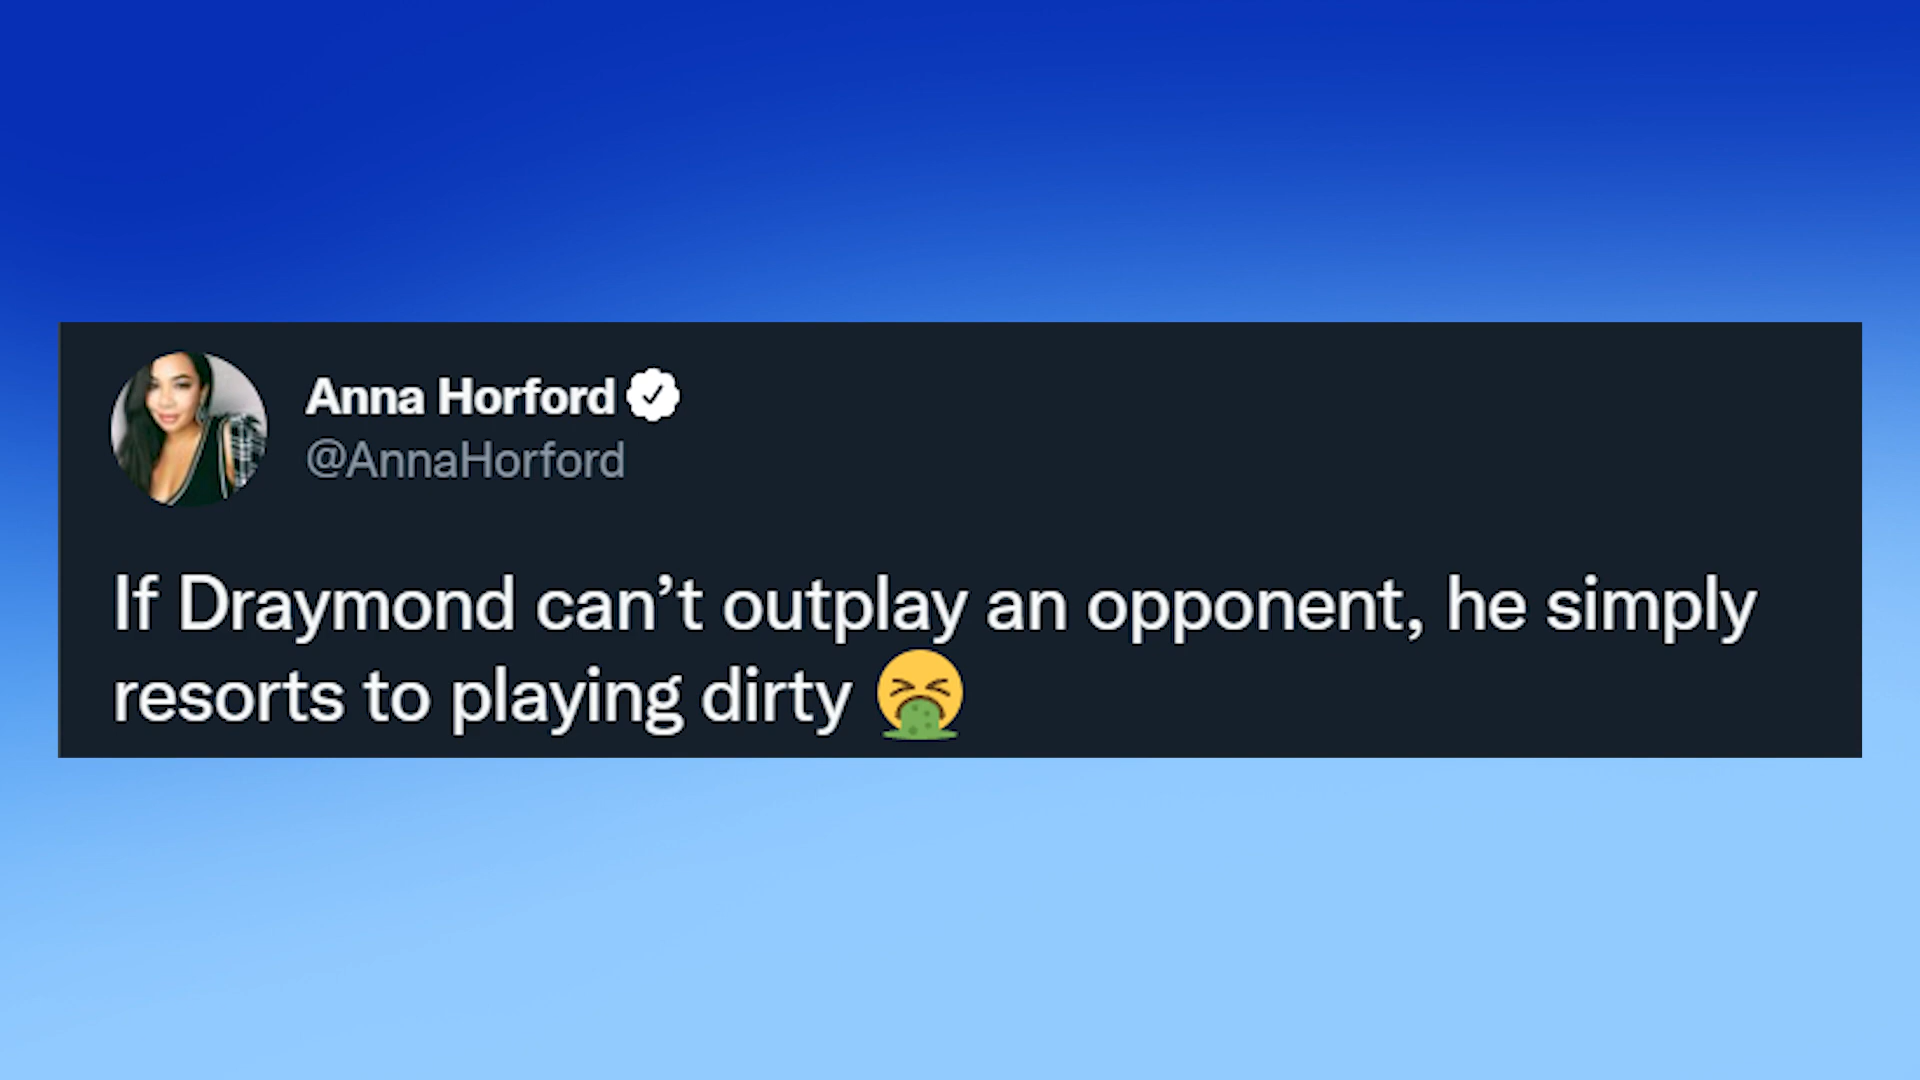 Anna Horford
@AnnaHorford
If Draymond can’t outplay an opponent, he simply
resorts to playing dirty 🤮